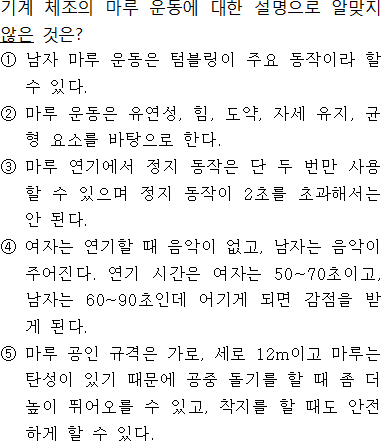 기계 체조의 마루 운동에 대한 설명으로 알맞지
않은 것은?
① 남자 마루 운동은 텀블링이 주요 동작이라 할
수 있다.
② 마루 운동은 유연성, 힘, 도약, 자세 유지, 균
형 요소를 바탕으로 한다.
③ 마루 연기에서 정지 동작은 단 두 번만 사용
할 수 있으며 정지 동작이 2초를 초과해서는
안 된다.
④ 여자는 연기할 때 음악이 없고, 남자는 음악이
주어진다. 연기 시간은 여자는 50~70초이고,
남자는 60~90초인데 어기게 되면 감점을 받
게 된다.
⑤ 마루 공인 규격은 가로, 세로 12m이고 마루는
탄성이 있기 때문에 공중 돌기를 할 때 좀 더
높이 뛰어오를 수 있고, 착지를 할 때도 안전
하게 할 수 있다.